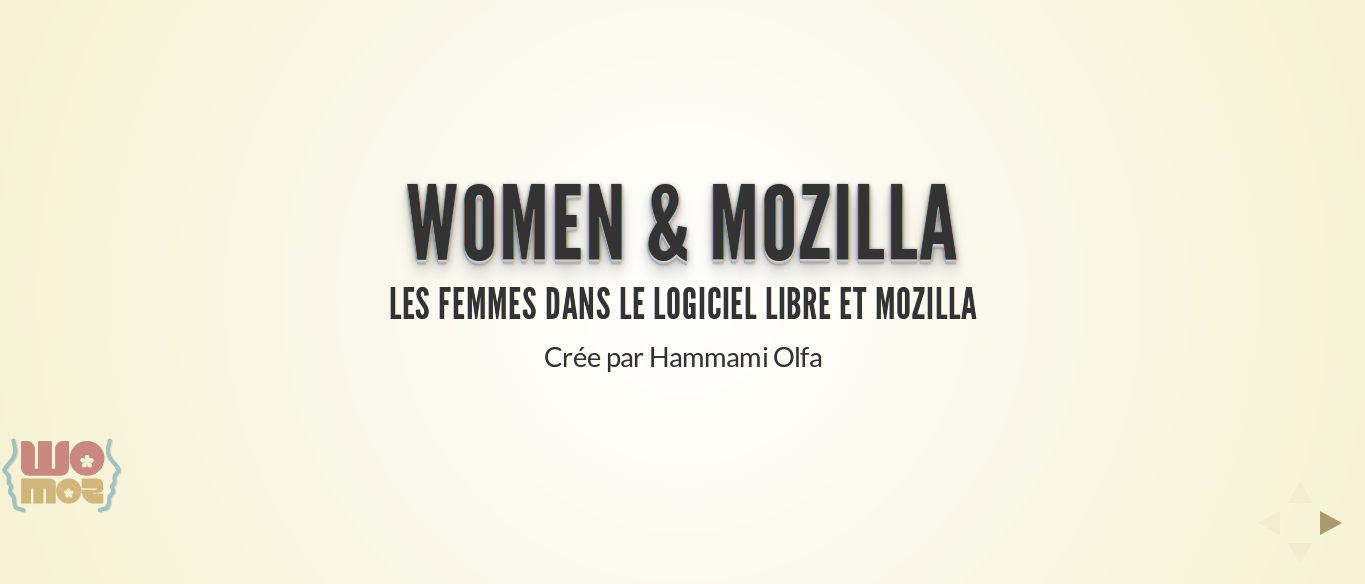 WOMEN & MOZILLA
LES FEMMES DANS LE LOGICIEL LIBRE ET MOZILLA
Crée par Hammami Olfa
WO
MOZ